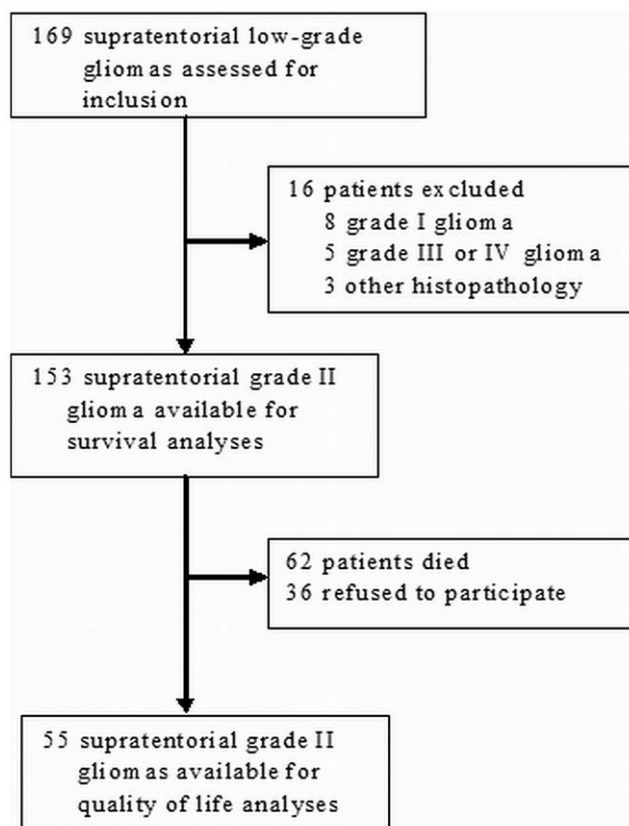 169 supratentorial low-grade
gliomas assessed for
inclusion
16 patients excluded
8 grade I glioma
5 grade III or IV glioma
3 other histopathology
153 supratentorial grade II
glioma available for
survival analyses
62 patients died
36 refused to participate
55 supratentorial grade II
gliomas available for
quality of life analyses